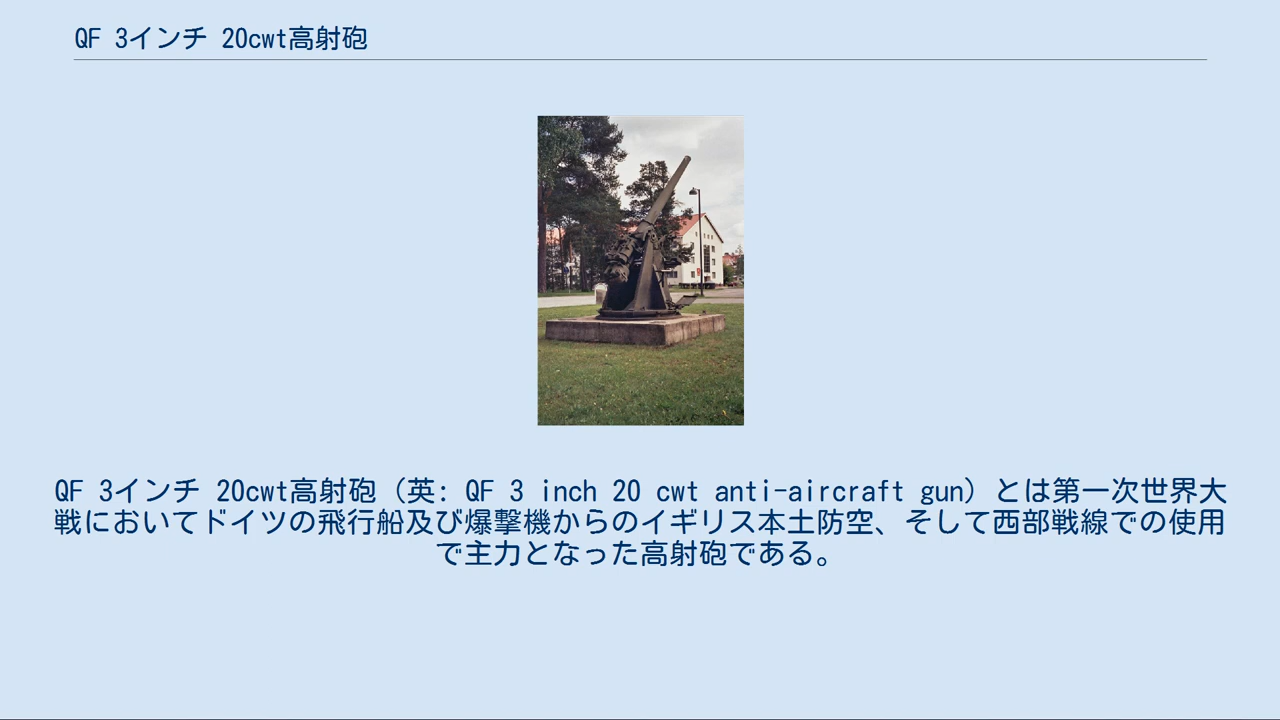 QF 3インチ 20cwt高射砲
QF 3インチ 20cwt高射砲（英: QF 3 inch 20 cwt anti-aircraft gun）とは第一次世界大
戦においてドイツの飛行船及び爆撃機からのイギリス本土防空、そして西部戦線での使用
で主力となった高射砲である。